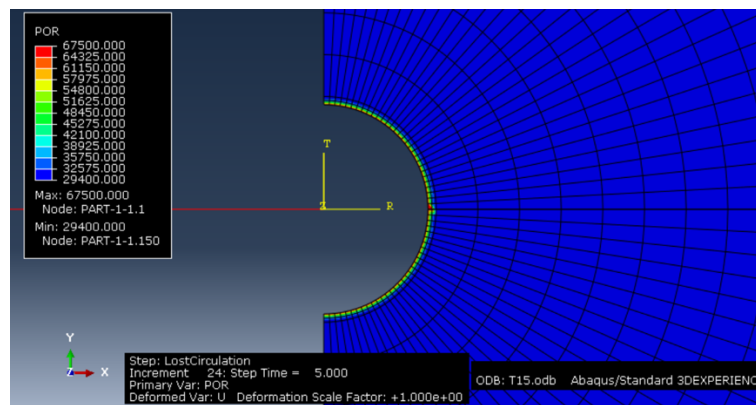 POR
67500.000
64325.000
61150.000
57975.000
54800.000
51625.000
48450.000
45275.000
42100.000
38925.000
35750.000
32575.000
29400.000
Max: 67500.000
Node: PART-1-1.1
Min: 29400.000
Node: PART-1-1.150
T
Z
R
Y
Z
X
Step: LostCirculation
Increment 24: Step Time = 5.000
Primary Var: POR
Deformed Var: U Deformation Scale Factor: +1.000e+00
ODB: T15.odb Abaqus/Standard 3DEXPERIENC